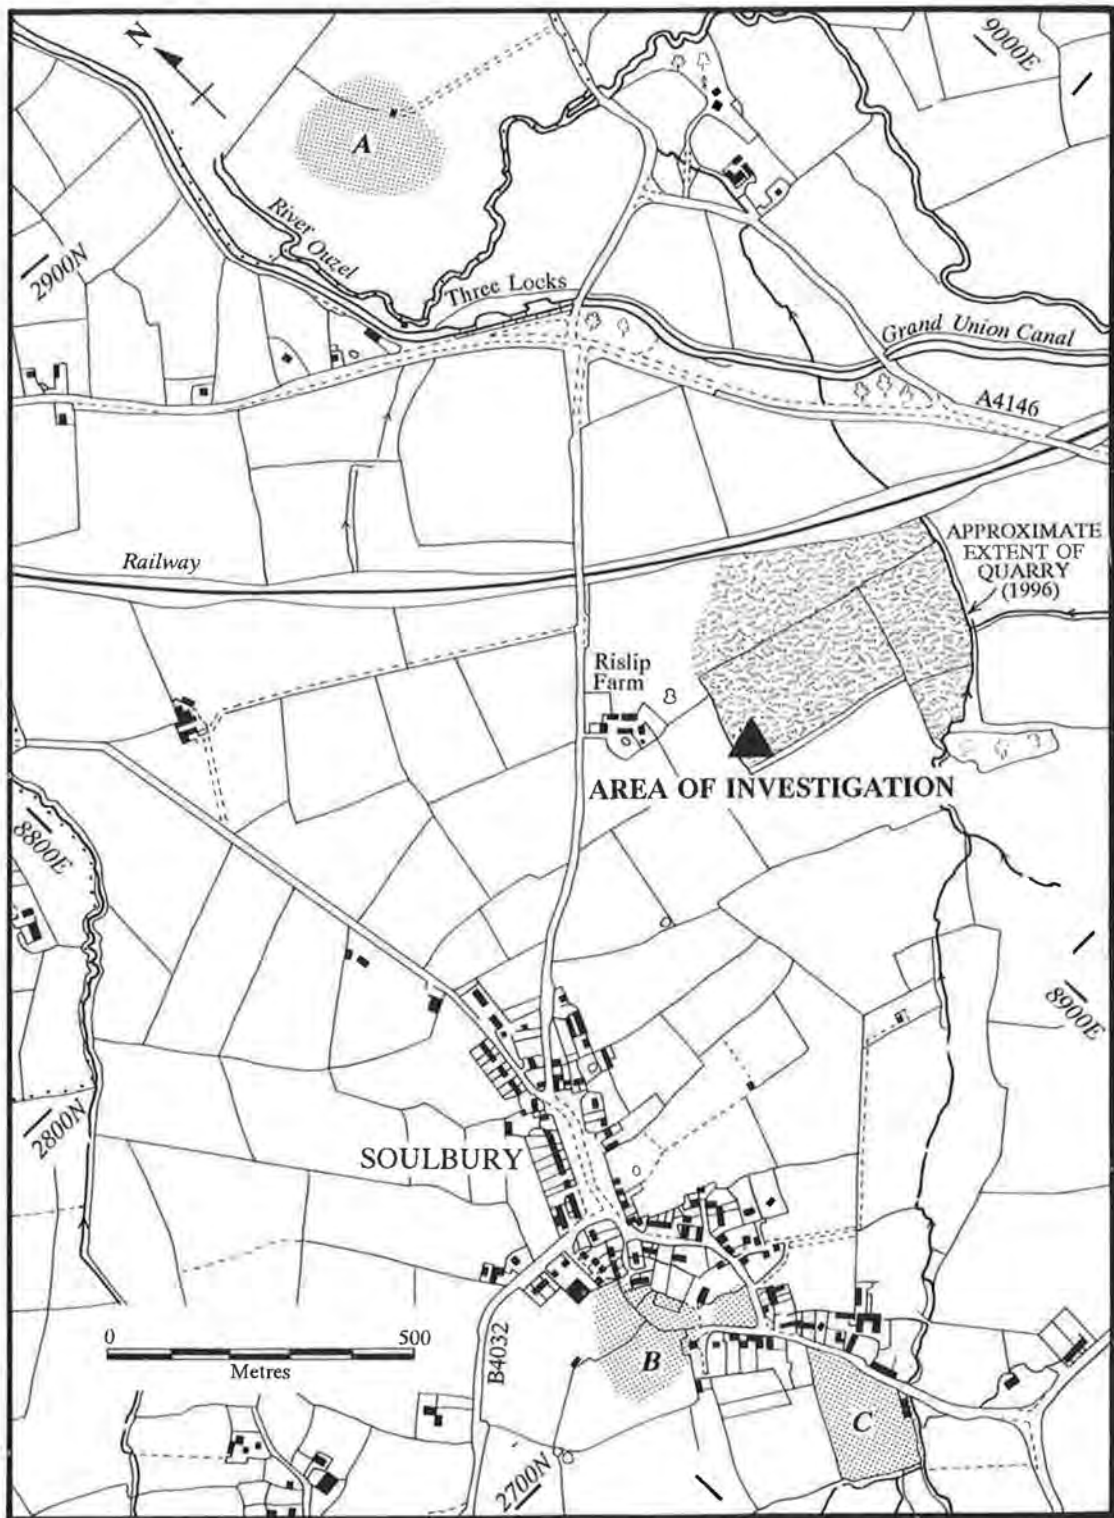 N
9000E
A
River
Ouzel
2900N
Three Locks
Grand Union Canal
A4146
Railway
APPROXIMATE
EXTENT OF
QUARRY
(1996)
Rislip
Farm
AREA OF INVESTIGATION
8800E
8900E
2800N
SOULBURY
0 500
Metres
B4032
B
C
2700N